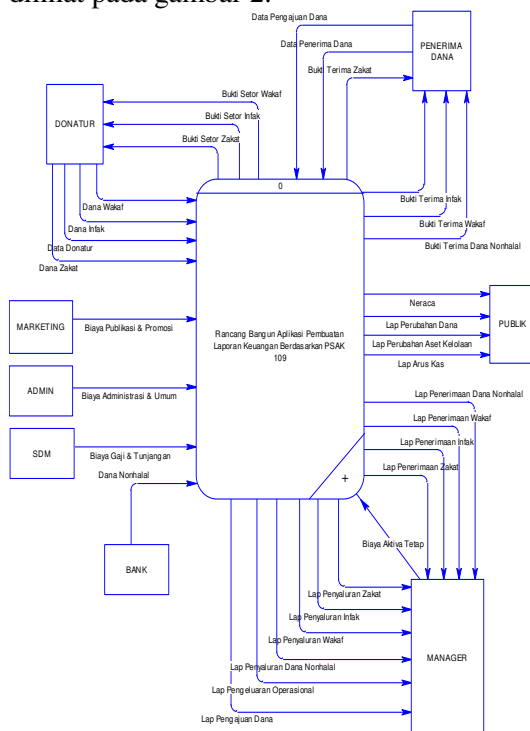 dilihat pada gambar 2.
Data Pengajuan Dana
PENERIMA
DANA
Data Penerima Dana
Bukti Terima Zakat
Bukti Setor Wakaf
DONATUR
Bukti Setor Infak
Bukti Setor Zakat
0
Dana Wakaf
Dana Infak
Data Donatur
Dana Zakat
Bukti Terima Infak
Bukti Terima Wakaf
Bukti Terima Dana Nonhalal
Neraca
PUBLIK
Lap Perubahan Dana
Lap Perubahan Aset Kelolaan
Lap Arus Kas
MARKETING
Biaya Publikasi & Promosi
Rancang Bangun Aplikasi Pembuatan
Laporan Keuangan Berdasarkan PSAK
109
ADMIN
Biaya Administrasi & Umum
SDM
Biaya Gaji & Tunjangan
Dana Nonhalal
BANK
Lap Penerimaan Dana Nonhalal
Lap Penerimaan Wakaf
Lap Penerimaan Infak
Lap Penerimaan Zakat
+
Biaya Aktiva Tetap
Lap Penyaluran Zakat
Lap Penyaluran Infak
Lap Penyaluran Wakaf
MANAGER
Lap Penyaluran Dana Nonhalal
Lap Pengeluaran Operasional
Lap Pengajuan Dana